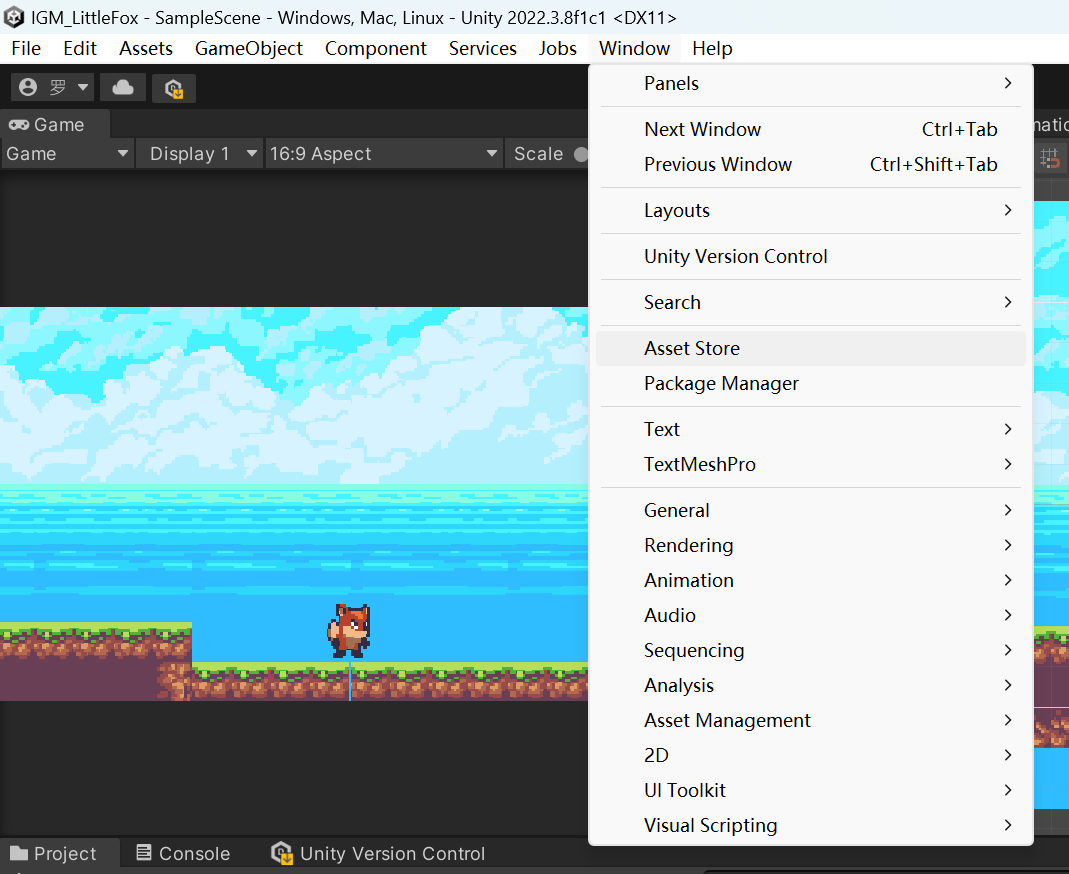 IGM_LittleFox - SampleScene - Windows, Mac, Linux - Unity 2022.3.8f1c1 <DX11>
File Edit Assets GameObject Component Services Jobs Window Help
罗
Game
Game Display 1 16:9 Aspect Scale
Panels
Next Window Ctrl+Tab
Previous Window Ctrl+Shift+Tab
Layouts
Unity Version Control
Search
Asset Store
Package Manager
Text
TextMeshPro
General
Rendering
Animation
Audio
Sequencing
Analysis
Asset Management
2D
UI Toolkit
Visual Scripting
Project Console Unity Version Control